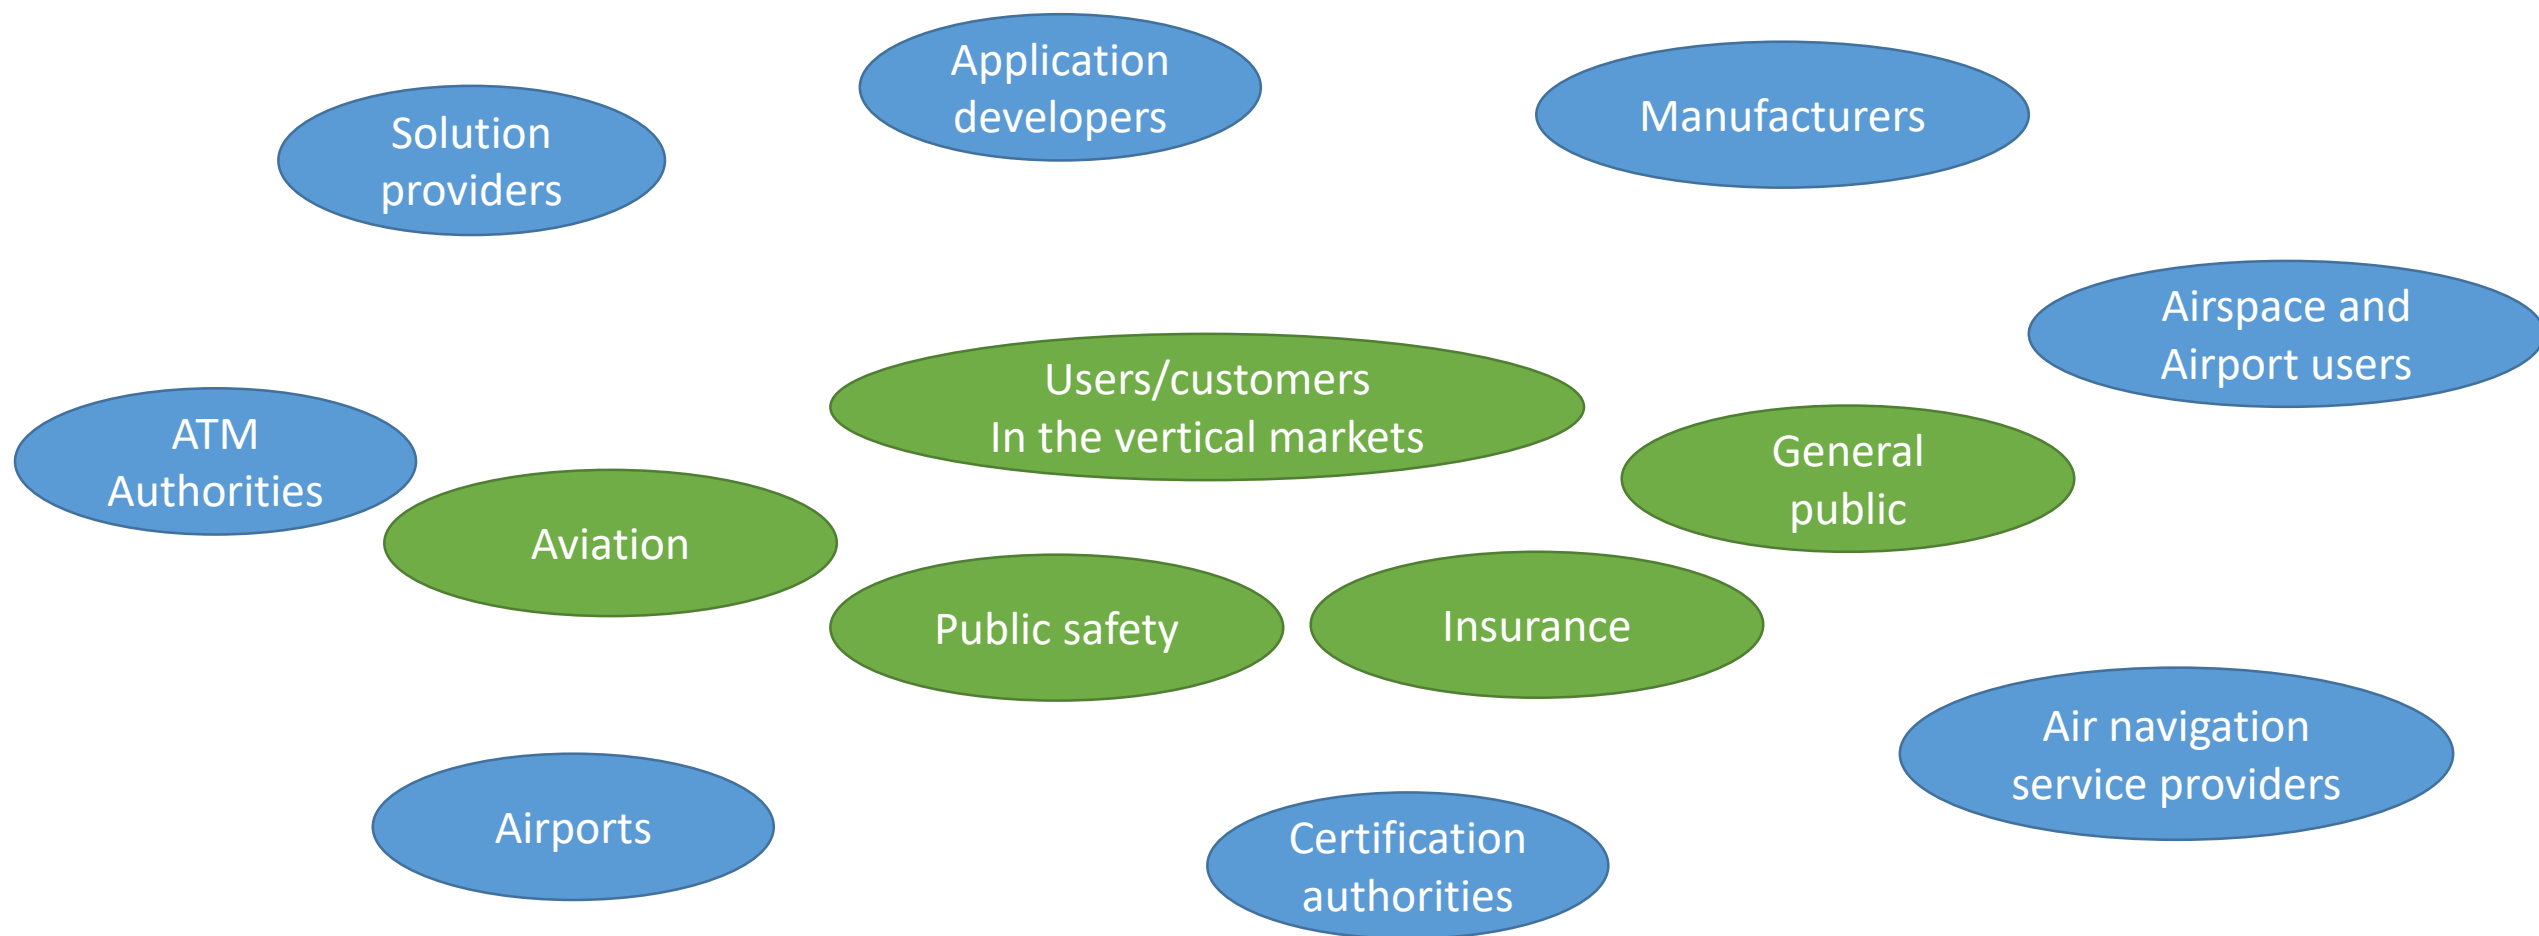 Application
developers
Manufacturers
Solution
providers
Airspace and
Airport users
Users/customers
In the vertical markets
ATM
Authorities
General
public
Aviation
Public safety
Insurance
Air navigation
service providers
Airports
Certification
authorities